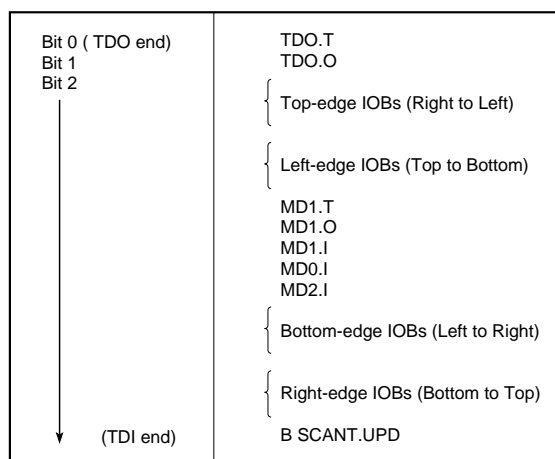 Bit 0 ( TDO end)
Bit 1
Bit 2
(TDI end)
TDO.T
TDO.O
Top-edge IOBs (Right to Left)
Left-edge IOBs (Top to Bottom)
MD1.T
MD1.O
MD1.I
MD0.I
MD2.I
Bottom-edge IOBs (Left to Right)
Right-edge IOBs (Bottom to Top)
B SCANT.UPD